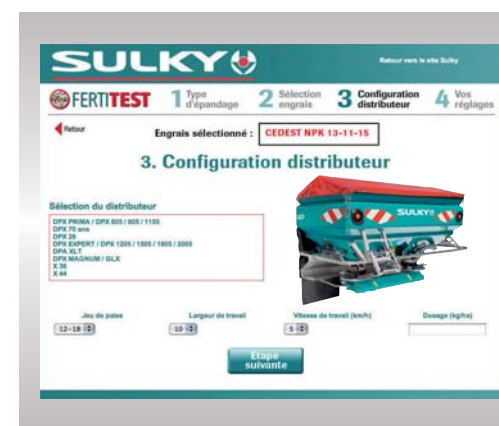 SULKY
Retour vers le site Sulky
FERTITEST
1 Type d'épandage
2 Sélection engrais
3 Configuration distributeur
4 Vos réglages
Retour
Engrais sélectionné : CEDEST NPK 13-11-15
3. Configuration distributeur
Sélection du distributeur
DPX PRIMA / DPX 605 / 805 / 1155
DPX 70 ans
DPX 28
DPX EXPERT / DPX 1205 / 1505 / 1805 / 2005
DPA XLT
DPX MAGNUM / GLX
X 36
X 44
SULKY
Jeu de pales
Largeur de travail
Vitesse de travail (km/h)
Dosage (kg/ha)
12-18
10
5
Etape
suivante